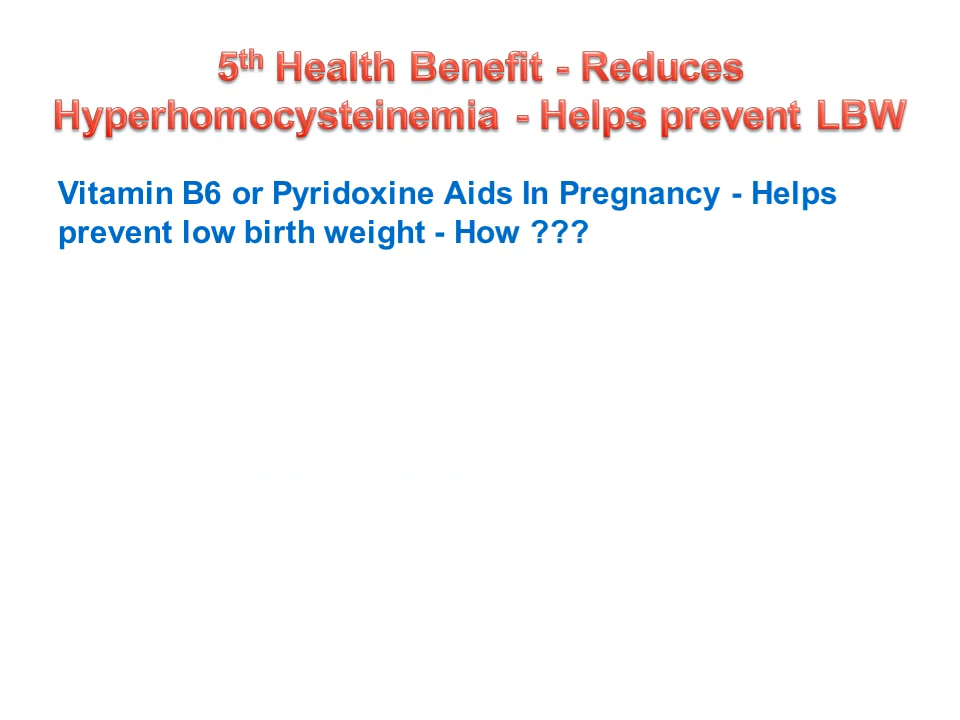 5th Health Benefit - Reduces
Hyperhomocysteinemia - Helps prevent LBW
Vitamin B6 or Pyridoxine Aids In Pregnancy - Helps
prevent low birth weight - How ???